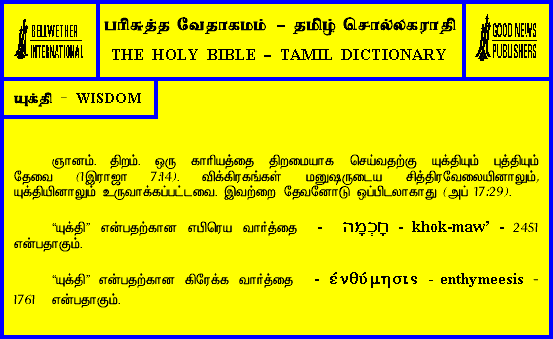 BELLWETHER
INTERNATIONAL
பரிசுத்த வேதாகமம் – தமிழ் சொல்லகராதி
THE HOLY BIBLE – TAMIL DICTIONARY
GOOD NEWS
PUBLISHERS
யுக்தி – WISDOM
ஞானம். திறம். ஒரு காரியத்தை திறமையாக செய்வதற்கு யுக்தியும் புத்தியும்
தேவை (1இராஜா 7:14). விக்கிரகங்கள் மனுஷருடைய சித்திரவேலையினாலும்,
யுக்தியினாலும் உருவாக்கப்பட்டவை. இவற்றை தேவனோடு ஒப்பிடலாகாது (அப் 17:29).
“யுக்தி” என்பதற்கான எபிரெய வார்த்தை - חָכְמָה - khok-maw’ - 2451
என்பதாகும்.
“யுக்தி” என்பதற்கான கிரேக்க வார்த்தை - ένθύμησις - enthymeesis -
1761 என்பதாகும்.